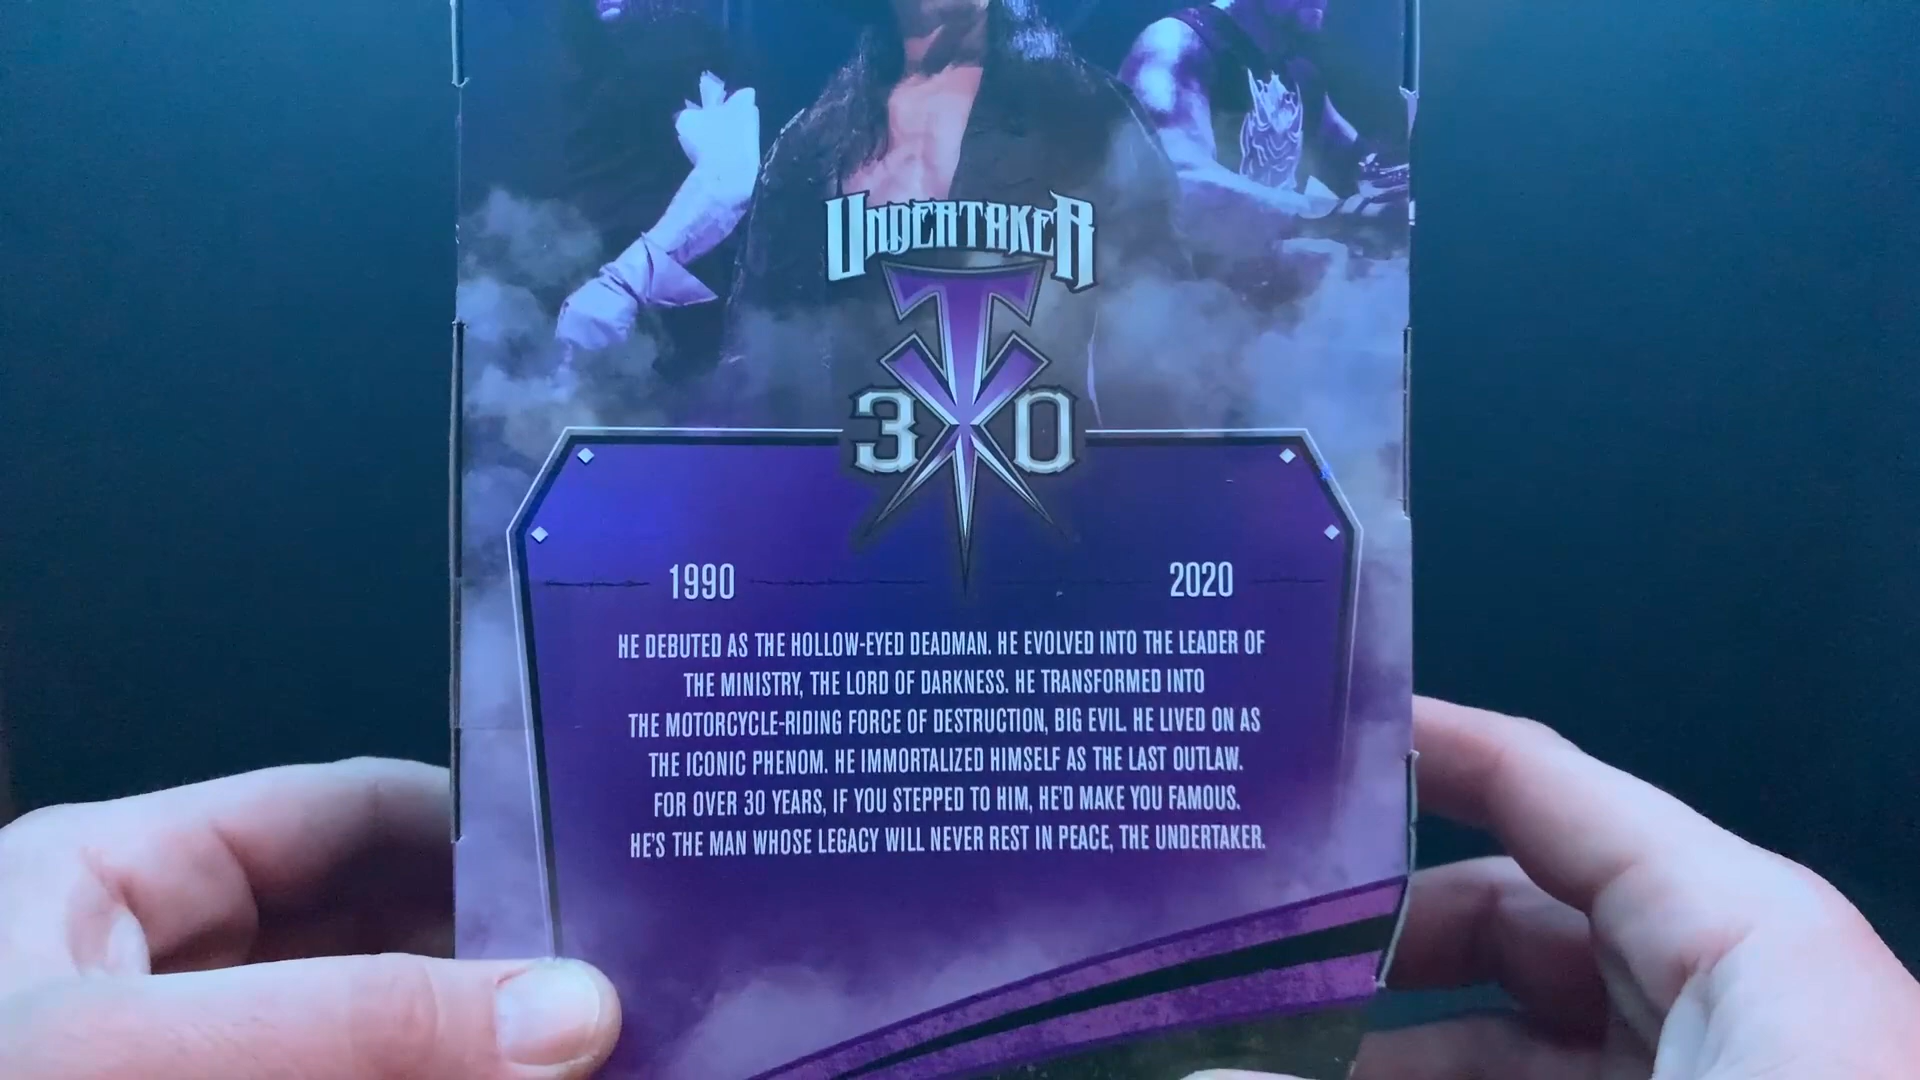 UNDERTAKER
30
1990 2020
HE DEBUTED AS THE HOLLOW-EYED DEADMAN. HE EVOLVED INTO THE LEADER OF
THE MINISTRY, THE LORD OF DARKNESS. HE TRANSFORMED INTO
THE MOTORCYCLE-RIDING FORCE OF DESTRUCTION, BIG EVIL. HE LIVED ON AS
THE ICONIC PHENOM. HE IMMORTALIZED HIMSELF AS THE LAST OUTLAW.
FOR OVER 30 YEARS, IF YOU STEPPED TO HIM, HE'D MAKE YOU FAMOUS.
HE'S THE MAN WHOSE LEGACY WILL NEVER REST IN PEACE, THE UNDERTAKER.